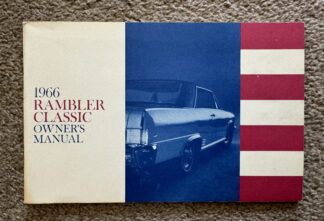 1966
RAMBLER
CLASSIC
OWNER'S
MANUAL